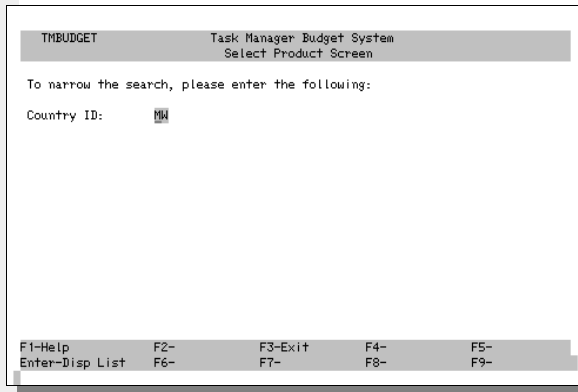 TMBUDGET Task Manager Budget System
Select Product Screen
To narrow the search, please enter the following:
Country ID: MW
F1-Help F2- F3-Exit F4- F5-
Enter-Disp List F6- F7- F8- F9-